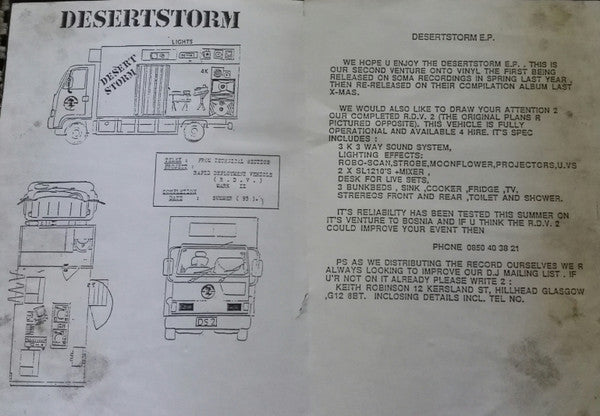 DESERTSTORM
LIGHTS
DESERT
STORM
4K
FROM TECHNICAL SECTION
RAPID DEPLOYMENT VEHICLE
( R . D . V . )
MARK II
COMPLETION
DATE : SUMMER ( 95 ).
DS 2
DESERTSTORM E.P.
WE HOPE U ENJOY THE DESERTSTORM E.P. . THIS IS
OUR SECOND VENTURE ONTO VINYL THE FIRST BEING
RELEASED ON SOMA RECORDINGS IN SPRING LAST YEAR ,
THEN RE-RELEASED ON THEIR COMPILATION ALBUM LAST
X-MAS.
WE WOULD ALSO LIKE TO DRAW YOUR ATTENTION 2
OUR COMPLETED R.D.V. 2 (THE ORIGINAL PLANS R
PICTURED OPPOSITE). THIS VEHICLE IS FULLY
OPERATIONAL AND AVAILABLE 4 HIRE. IT'S SPEC
INCLUDES :
3 K 3 WAY SOUND SYSTEM,
LIGHTING EFFECTS:
ROBO-SCAN,STROBE,MOONFLOWER,PROJECTORS,U.VS
2 X SL1210'S +MIXER ,
DESK FOR LIVE SETS,
3 BUNKBEDS , SINK ,COOKER ,FRIDGE ,TV,
STEREOS FRONT AND REAR ,TOILET AND SHOWER.
IT'S RELIABILITY HAS BEEN TESTED THIS SUMMER ON
IT'S VENTURE TO BOSNIA AND IF U THINK THE R.D.V. 2
COULD IMPROVE YOUR EVENT THEN
PHONE 0850 40 38 21
PS AS WE DISTRIBUTING THE RECORD OURSELVES WE R
ALWAYS LOOKING TO IMPROVE OUR D.J MAILING LIST . IF
U'R NOT ON IT ALREADY PLEASE WRITE 2 :
KEITH ROBINSON 12 KERSLAND ST, HILLHEAD GLASGOW
,G12 8BT. INCLOSING DETAILS INCL. TEL NO.